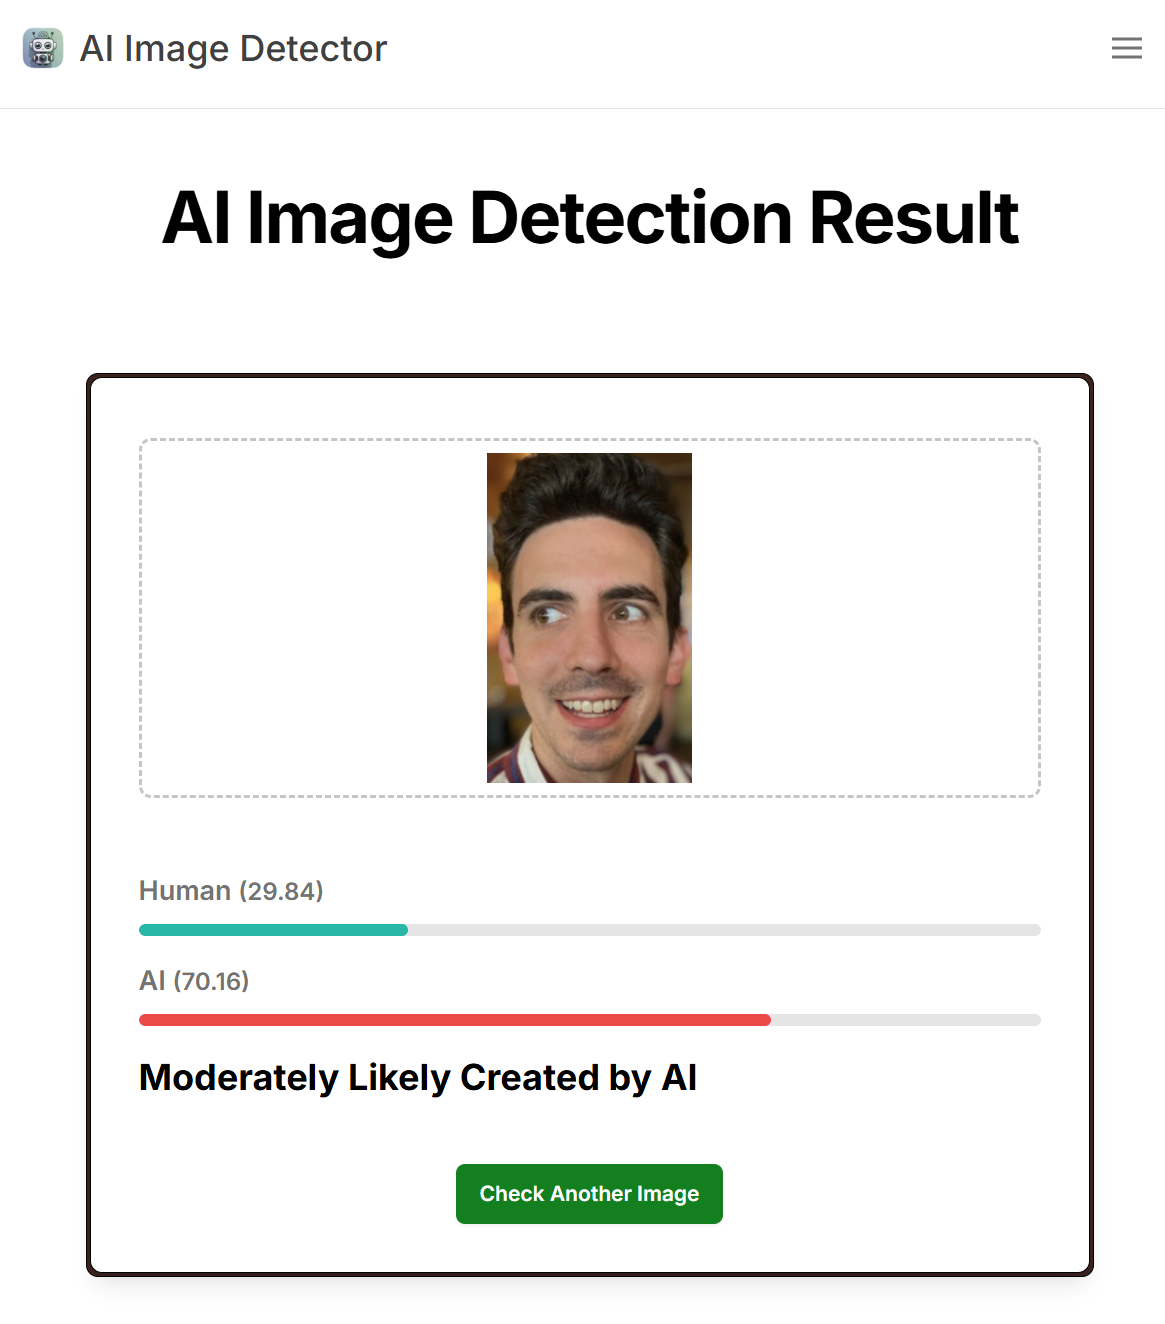 AI Image Detector
AI Image Detection Result
Human (29.84)
AI (70.16)
Moderately Likely Created by AI
Check Another Image